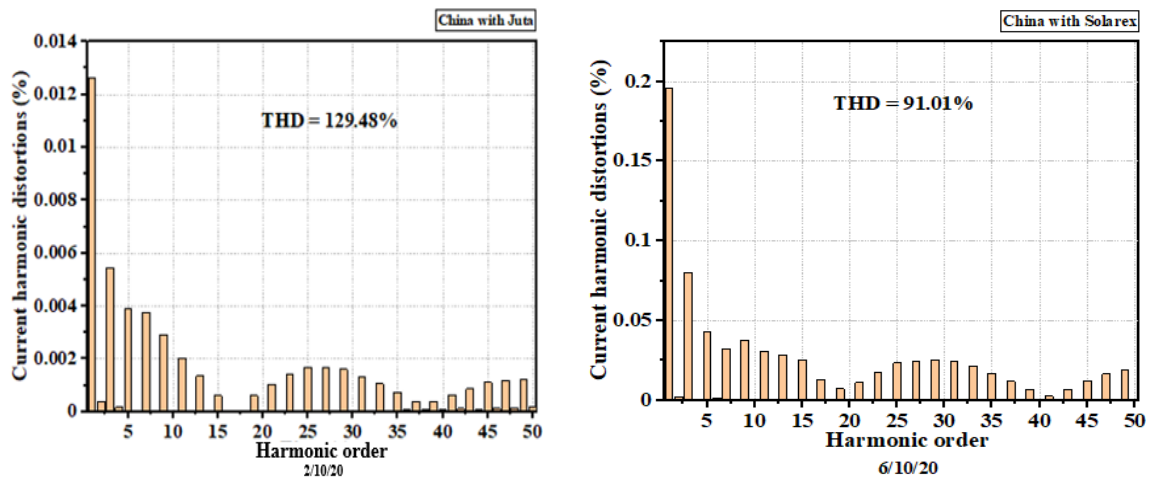 China with Juta
0.014
0.012
0.01
0.008
0.006
0.004
0.002
0
Current harmonic distortions (%)
THD = 129.48%
5 10 15 20 25 30 35 40 45 50
Harmonic order
2/10/20
China with Solarex
0.2
0.15
0.1
0.05
0
Current harmonic distortions (%)
THD = 91.01%
5 10 15 20 25 30 35 40 45 50
Harmonic order
6/10/20